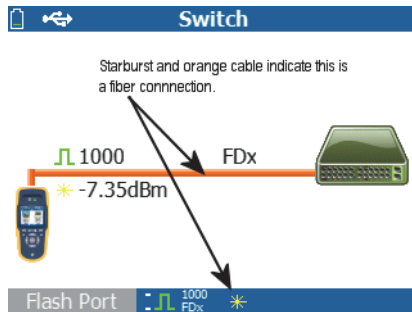 Switch
Starburst and orange cable indicate this is
a fiber connnection.
1000 FDx
-7.35dBm
Flash Port 1000
FDx